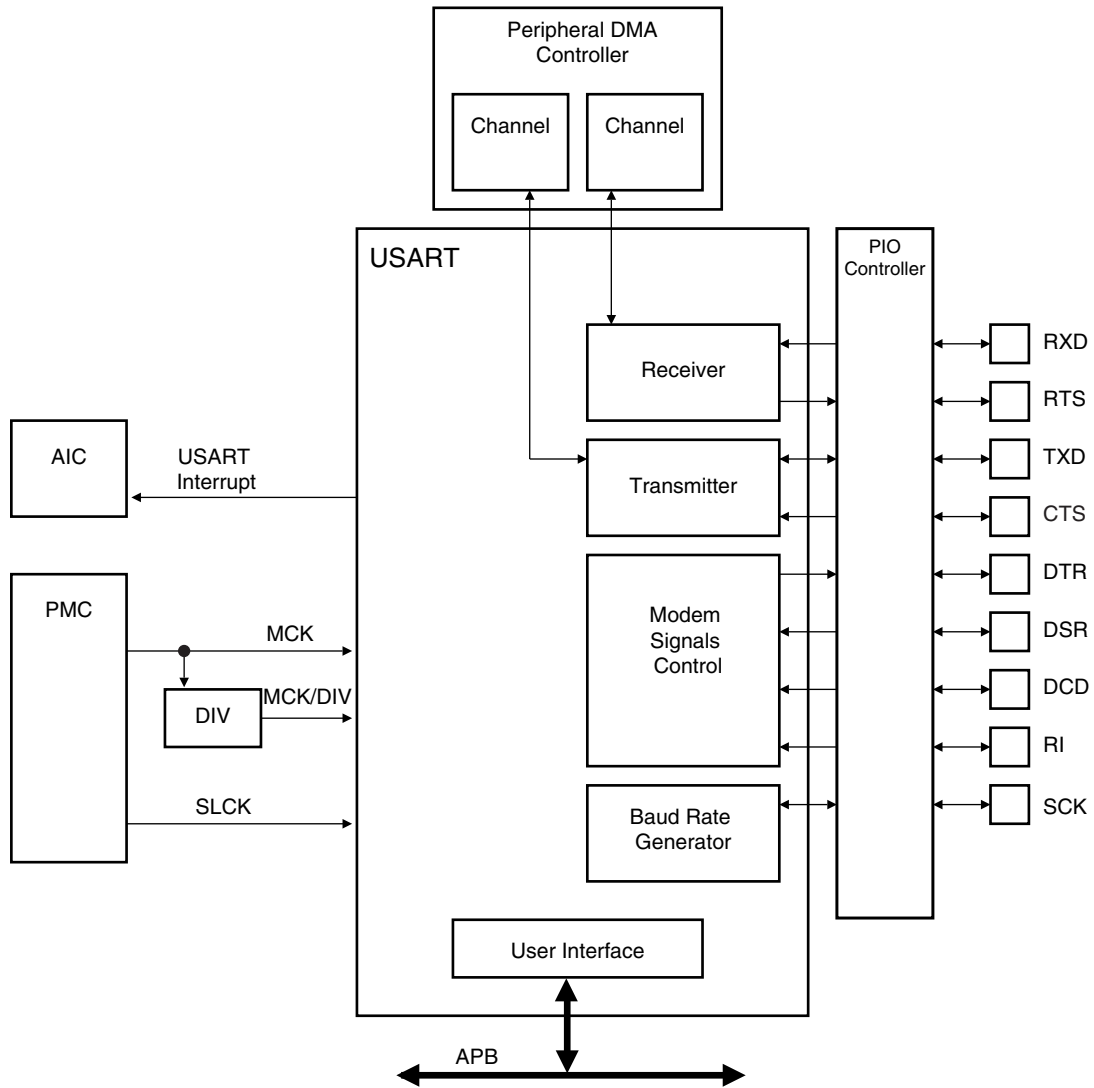 Peripheral DMA
Controller
Channel
Channel
USART
PIO
Controller
Receiver
RXD
RTS
AIC
USART
Interrupt
Transmitter
TXD
CTS
PMC
MCK
DIV
MCK/DIV
SLCK
Modem
Signals
Control
DTR
DSR
DCD
RI
Baud Rate
Generator
SCK
User Interface
APB